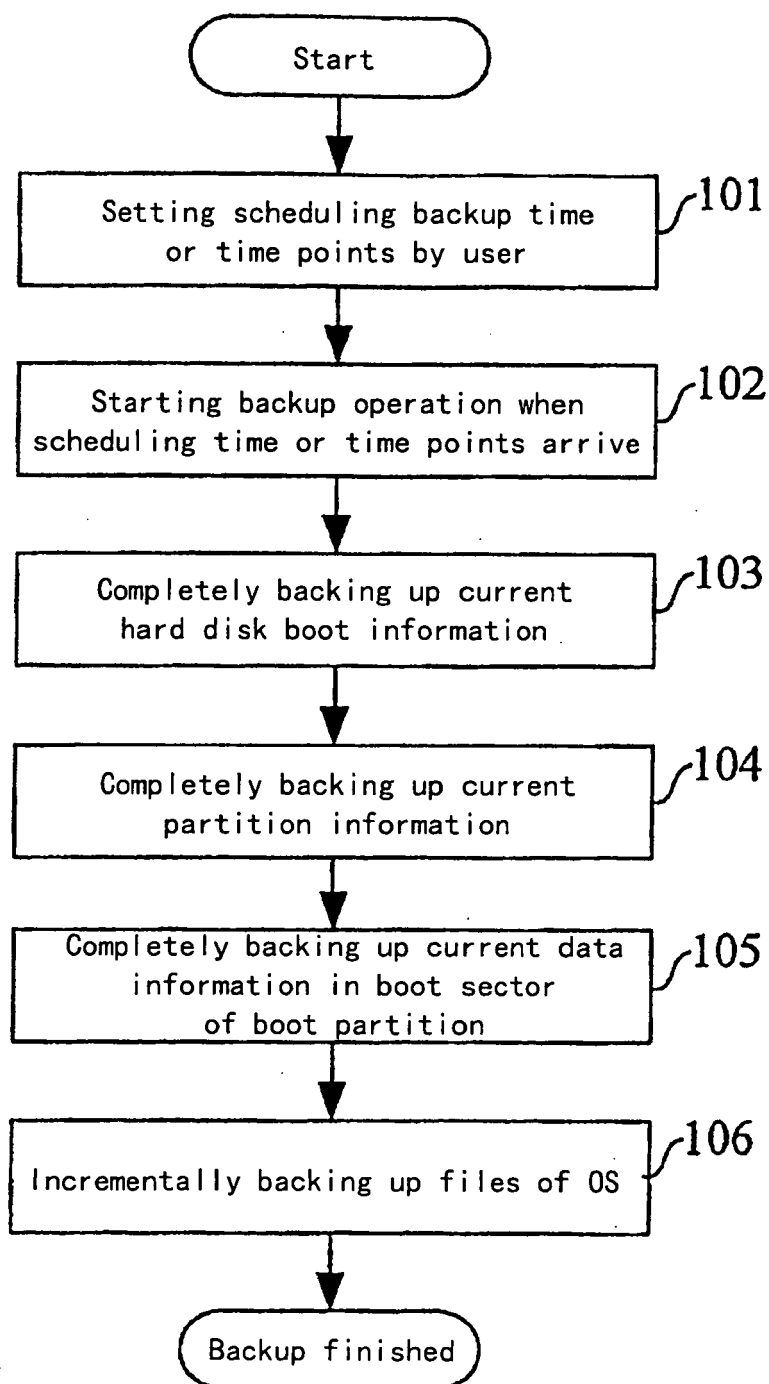 Start
Setting scheduling backup time
or time points by user
101
Starting backup operation when
scheduling time or time points arrive
102
Completely backing up current
hard disk boot information
103
Completely backing up current
partition information
104
Completely backing up current data
information in boot sector
of boot partition
105
Incrementally backing up files of OS
106
Backup finished